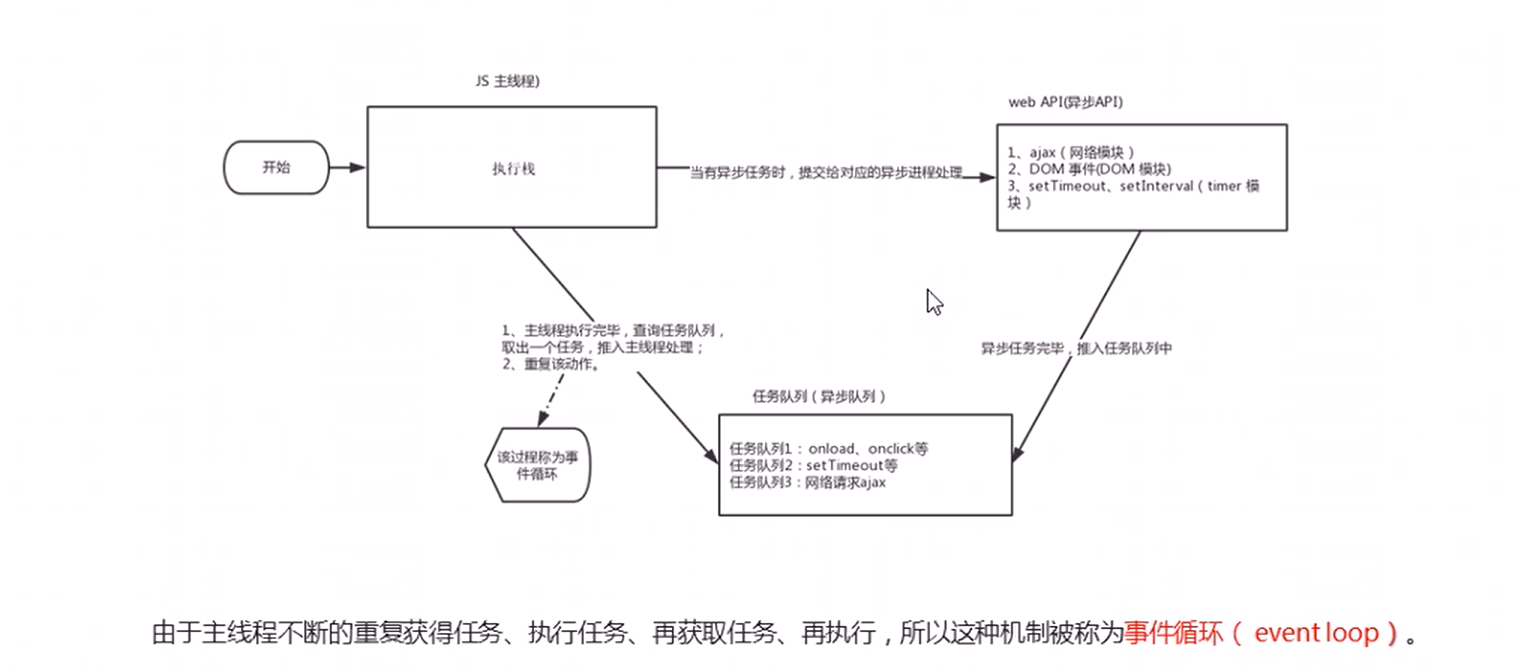 JS 主线程)
web API(异步API)
开始
执行栈
当有异步任务时，提交给对应的异步进程处理
1、ajax（网络模块）
2、DOM 事件(DOM 模块)
3、setTimeout、setInterval（timer 模
块）
1、主线程执行完毕，查询任务队列，
取出一个任务，推入主线程处理；
2、重复该动作。
异步任务完毕，推入任务队列中
任务队列（异步队列）
该过程称为事
件循环
任务队列1：onload、onclick等
任务队列2：setTimeout等
任务队列3：网络请求ajax
由于主线程不断的重复获得任务、执行任务、再获取任务、再执行，所以这种机制被称为事件循环（ event loop）。